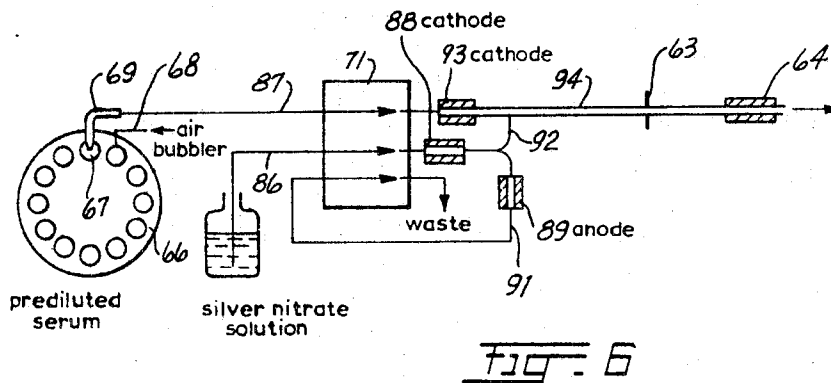 88 cathode
93 cathode
71
63
64
69
68
87
94
air
bubbler
92
67
86
66
waste
89 anode
91
prediluted
serum
silver nitrate
solution
Fig. 6